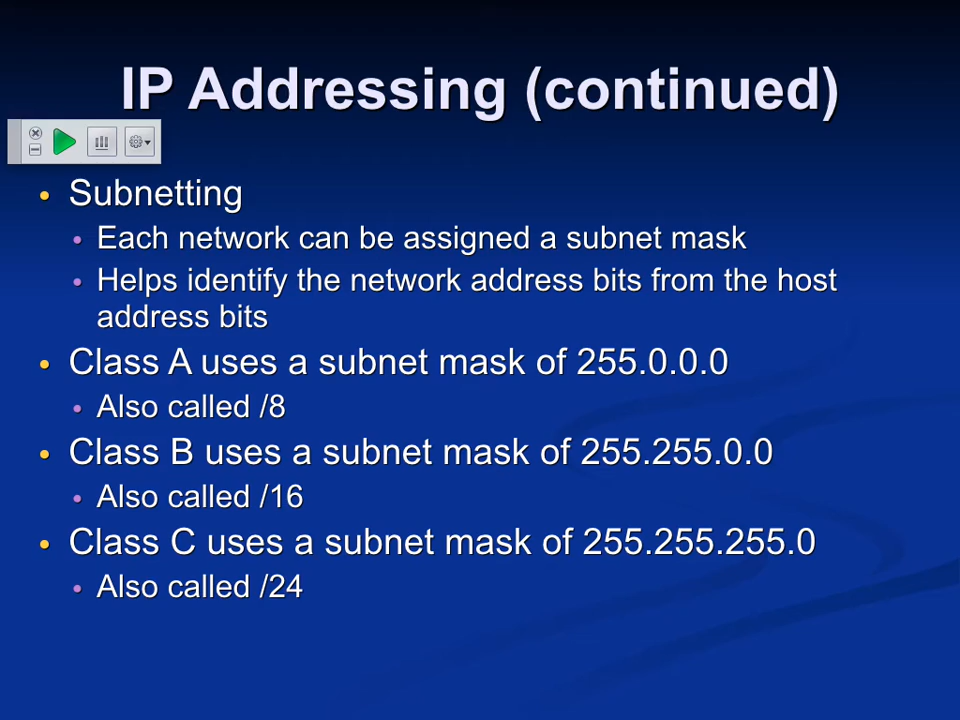 IP Addressing (continued)
• Subnetting
• Each network can be assigned a subnet mask
• Helps identify the network address bits from the host
address bits
• Class A uses a subnet mask of 255.0.0.0
• Also called /8
• Class B uses a subnet mask of 255.255.0.0
• Also called /16
• Class C uses a subnet mask of 255.255.255.0
• Also called /24